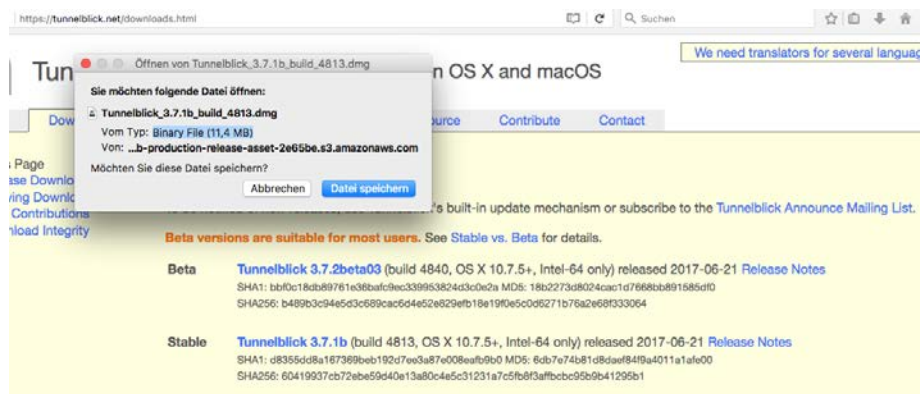 https://tunnelblick.net/downloads.html
Suchen
We need translators for several languag
Tun
n OS X and macOS
Öffnen von Tunnelblick_3.7.1b_build_4813.dmg
Sie möchten folgende Datei öffnen:
Tunnelblick_3.7.1b_build_4813.dmg
Vom Typ: Binary File (11,4 MB)
Von: ...b-production-release-asset-2e65be.s3.amazonaws.com
Möchten Sie diese Datei speichern?
Abbrechen Datei speichern
Dow
ource Contribute Contact
Page
ase Downlo
ving Downlo
Contributions
nload Integrity
's built-in update mechanism or subscribe to the Tunnelblick Announce Mailing List.
Beta versions are suitable for most users. See Stable vs. Beta for details.
Beta Tunnelblick 3.7.2beta03 (build 4840, OS X 10.7.5+, Intel-64 only) released 2017-06-21 Release Notes
SHA1: bbf0c18db89761e36bafc9ec339953824d3c0e2a MD5: 18b2273d8024cac1d7668bb891585df0
SHA256: b489b3c94e5d3c689cac6d4e52e829efb18e19f0e5c0d6271b76a2e68f333064
Stable Tunnelblick 3.7.1b (build 4813, OS X 10.7.5+, Intel-64 only) released 2017-06-21 Release Notes
SHA1: d8355dd8a167369beb192d7ee3a87e008eafb9b0 MD5: 6db7e74b81d8daef84f9a4011a1afe00
SHA256: 60419937cb72ebe59d40e13a80c4e5c31231a7c5fb8f3affbcbc95b9b41295b1